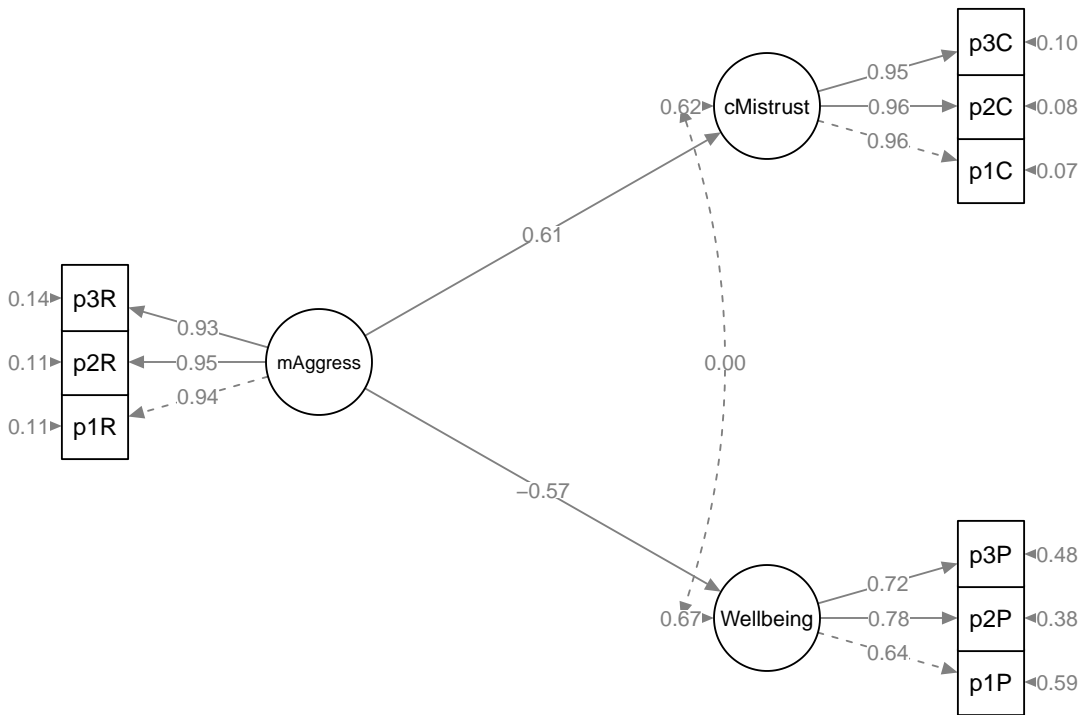 p3C
0.10
0.95
0.62
cMistrust
0.96
p2C
0.08
0.96
p1C
0.07
0.61
0.14
p3R
0.93
0.11
p2R
0.95
mAggress
0.00
0.94
0.11
p1R
−0.57
p3P
0.48
0.72
0.67
Wellbeing
0.78
p2P
0.38
0.64
p1P
0.59